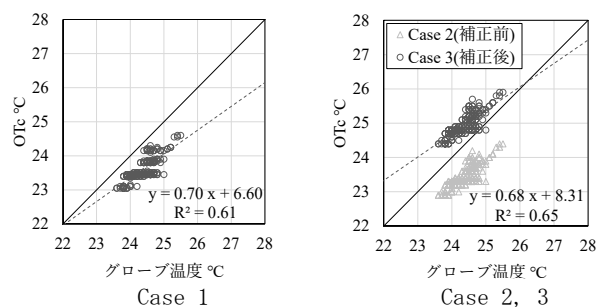 28
27
26
25
24
23
22
OTc ℃
y = 0.70 x + 6.60
R² = 0.61
22 23 24 25 26 27 28
グローブ温度 ℃
Case 1
28
27
26
25
24
23
22
OTc ℃
Case 2(補正前)
Case 3(補正後)
y = 0.68 x + 8.31
R² = 0.65
22 23 24 25 26 27 28
グローブ温度 ℃
Case 2, 3